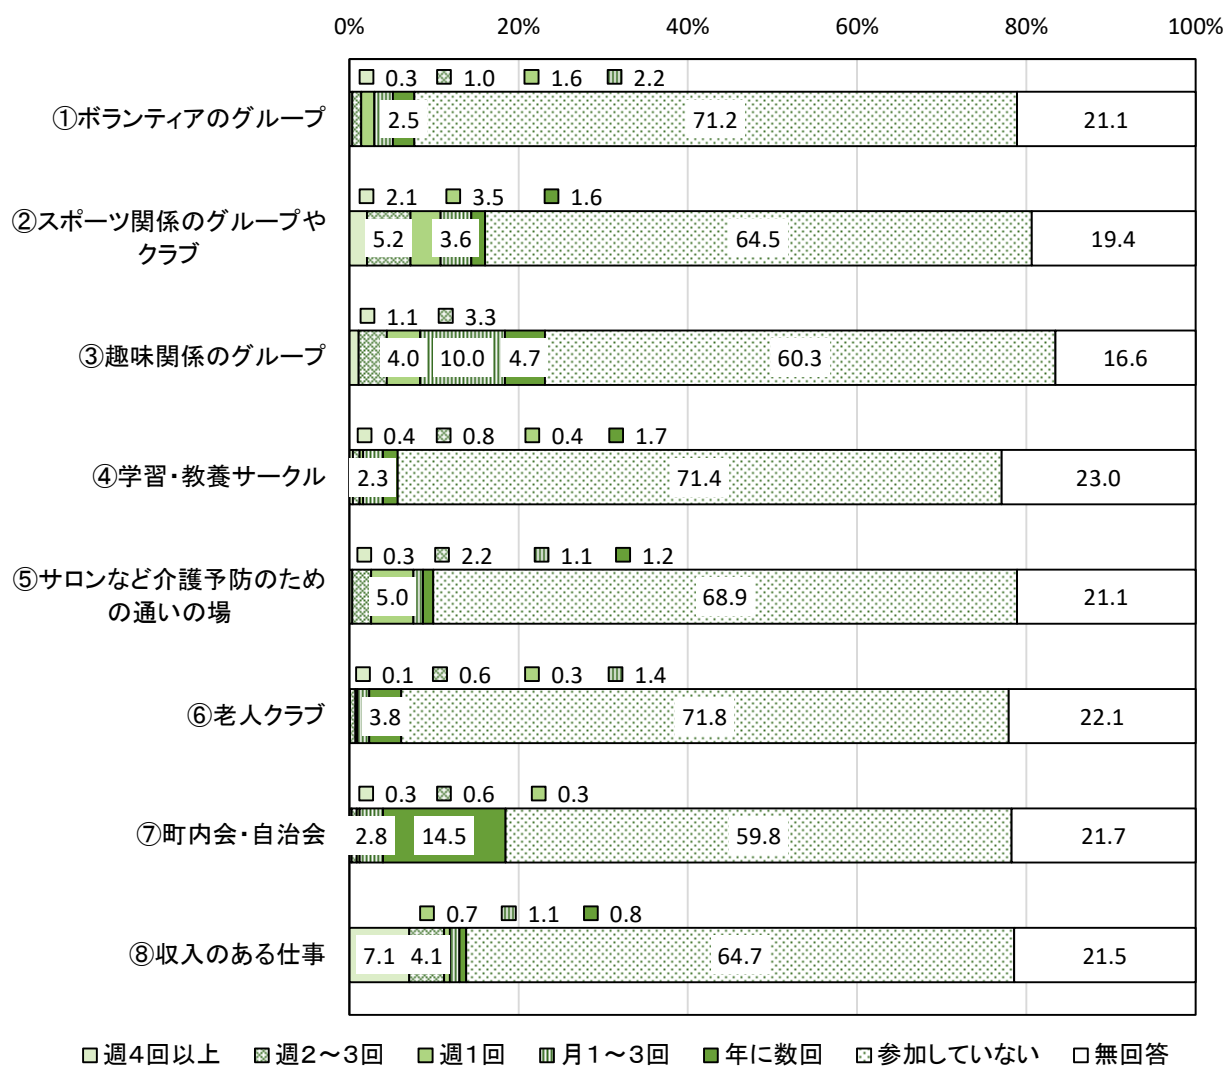 0% 20% 40% 60% 80% 100%
0.3 1.0 1.6 2.2
①ボランティアのグループ 2.5 71.2 21.1
2.1 3.5 1.6
②スポーツ関係のグループや
クラブ
5.2 3.6 64.5 19.4
1.1 3.3
③趣味関係のグループ 4.0 10.0 4.7 60.3 16.6
0.4 0.8 0.4 1.7
④学習・教養サークル 2.3 71.4 23.0
0.3 2.2 1.1 1.2
⑤サロンなど介護予防のため
の通いの場
5.0 68.9 21.1
0.1 0.6 0.3 1.4
⑥老人クラブ 3.8 71.8 22.1
0.3 0.6 0.3
⑦町内会・自治会 2.8 14.5 59.8 21.7
0.7 1.1 0.8
⑧収入のある仕事 7.1 4.1 64.7 21.5
週4回以上 週2～3回 週1回 月1～3回 年に数回 参加していない 無回答